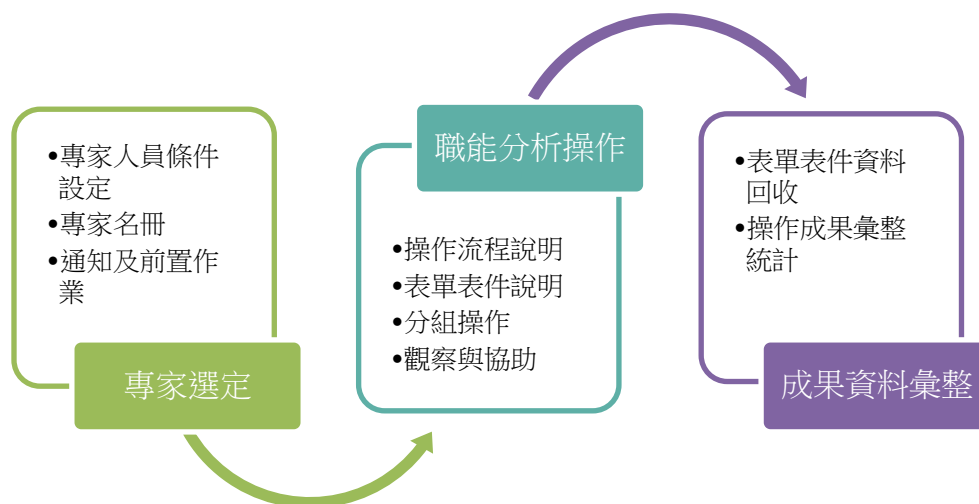 •專家人員條件
設定
•專家名冊
•通知及前置作
業
專家選定
職能分析操作
•操作流程說明
•表單表件說明
•分組操作
•觀察與協助
•表單表件資料
回收
•操作成果彙整
統計
成果資料彙整